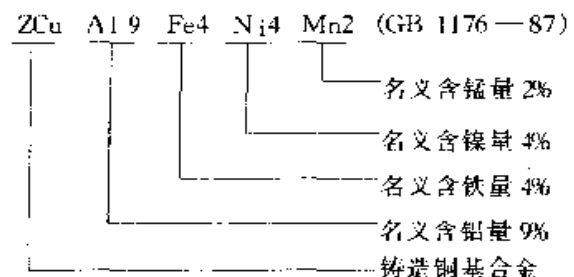 ZCu Al 9 Fe4 Ni4 Mn2 (GB 1176—87)
名义含锰量 2%
名义含镍量 4%
名义含铁量 4%
名义含铝量 9%
铸造铜基合金